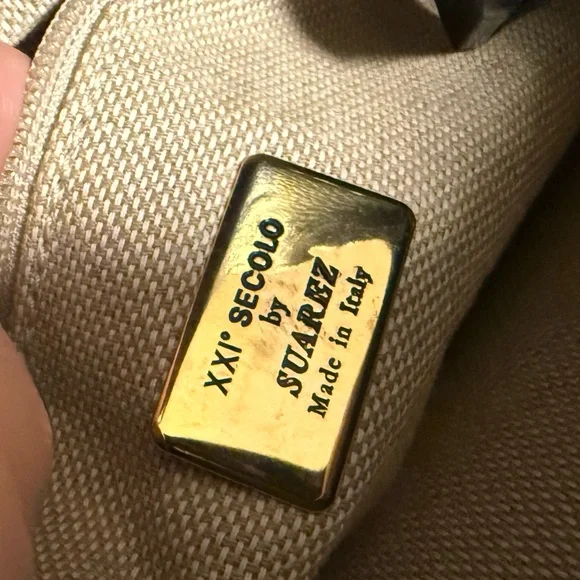 XXI° SECOLO
by
SUAREZ
Made in Italy